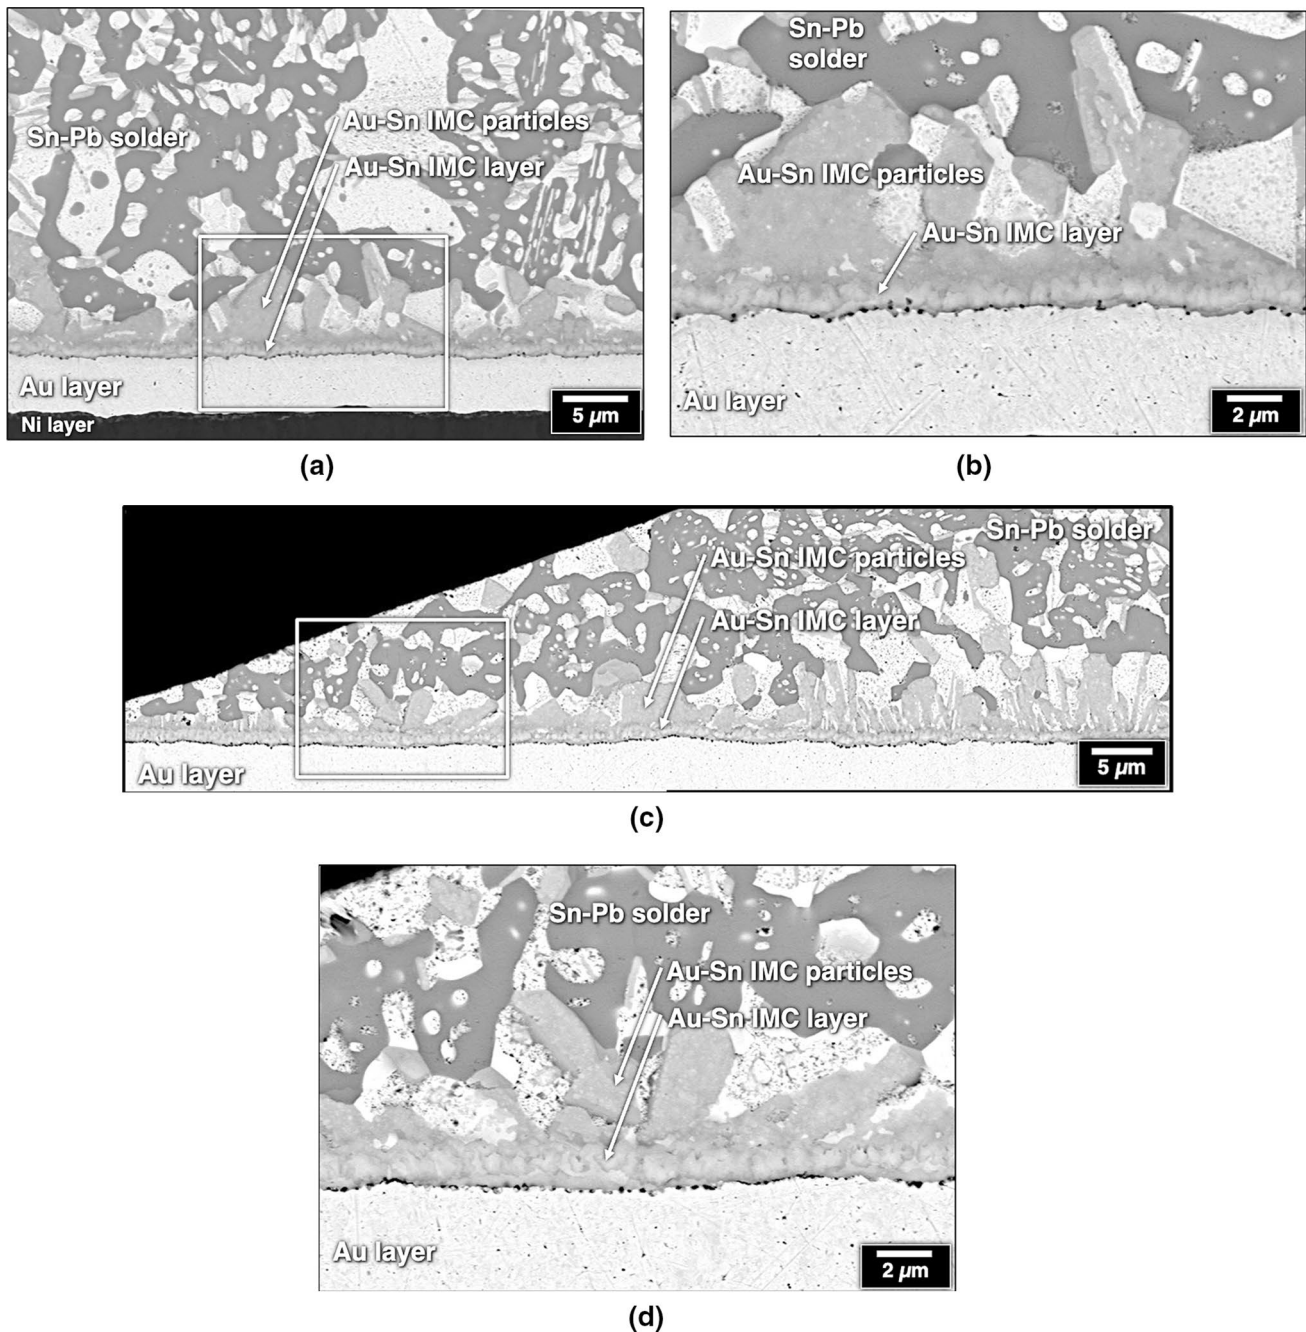 Sn-Pb solder
Au-Sn IMC particles
Au-Sn IMC layer
Au layer
Ni layer
5 µm
(a)
Sn-Pb
solder
Au-Sn IMC particles
Au-Sn IMC layer
Au layer
2 µm
(b)
Sn-Pb solder
Au-Sn IMC particles
Au-Sn IMC layer
Au layer
5 µm
(c)
Sn-Pb solder
Au-Sn IMC particles
Au-Sn IMC layer
Au layer
2 µm
(d)